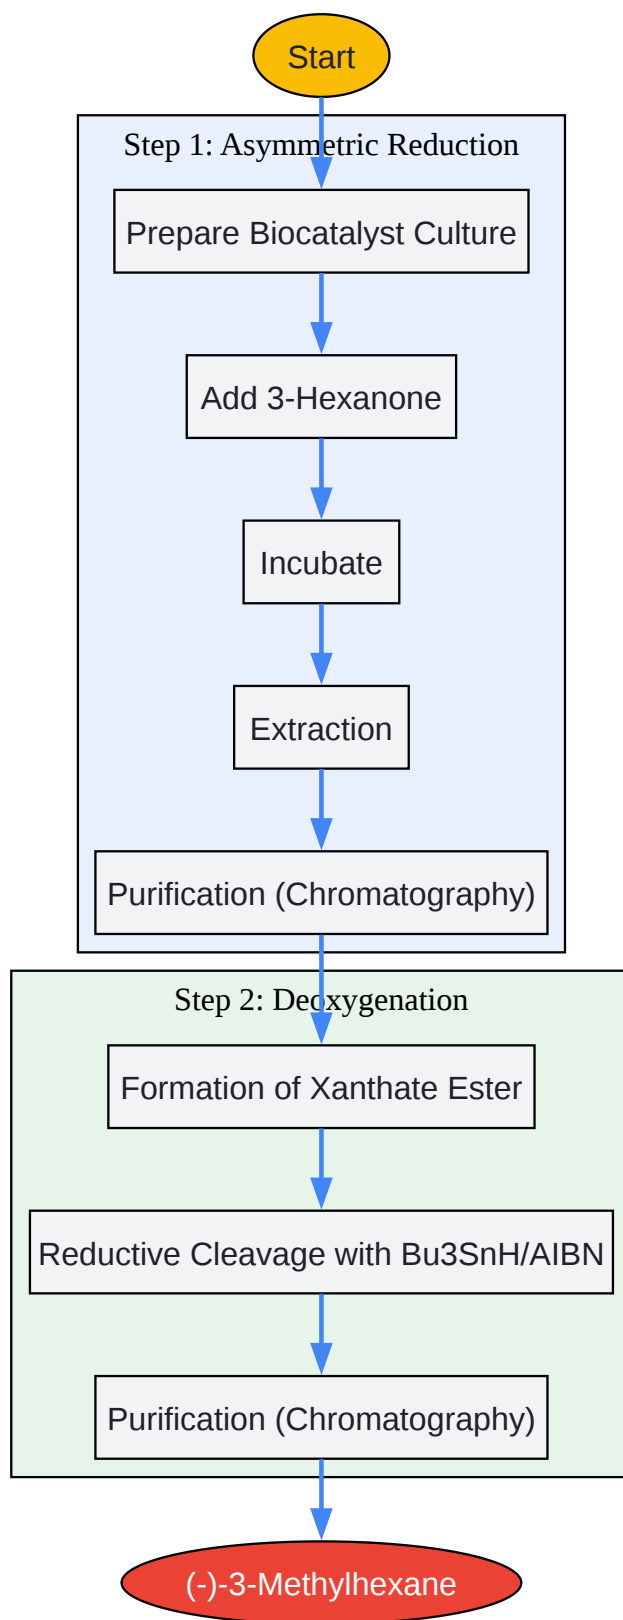 Start
Step 1: Asymmetric Reduction
Prepare Biocatalyst Culture
Add 3-Hexanone
Incubate
Extraction
Purification (Chromatography)
Step 2: Deoxygenation
Formation of Xanthate Ester
Reductive Cleavage with Bu3SnH/AIBN
Purification (Chromatography)
(-)-3-Methylhexane